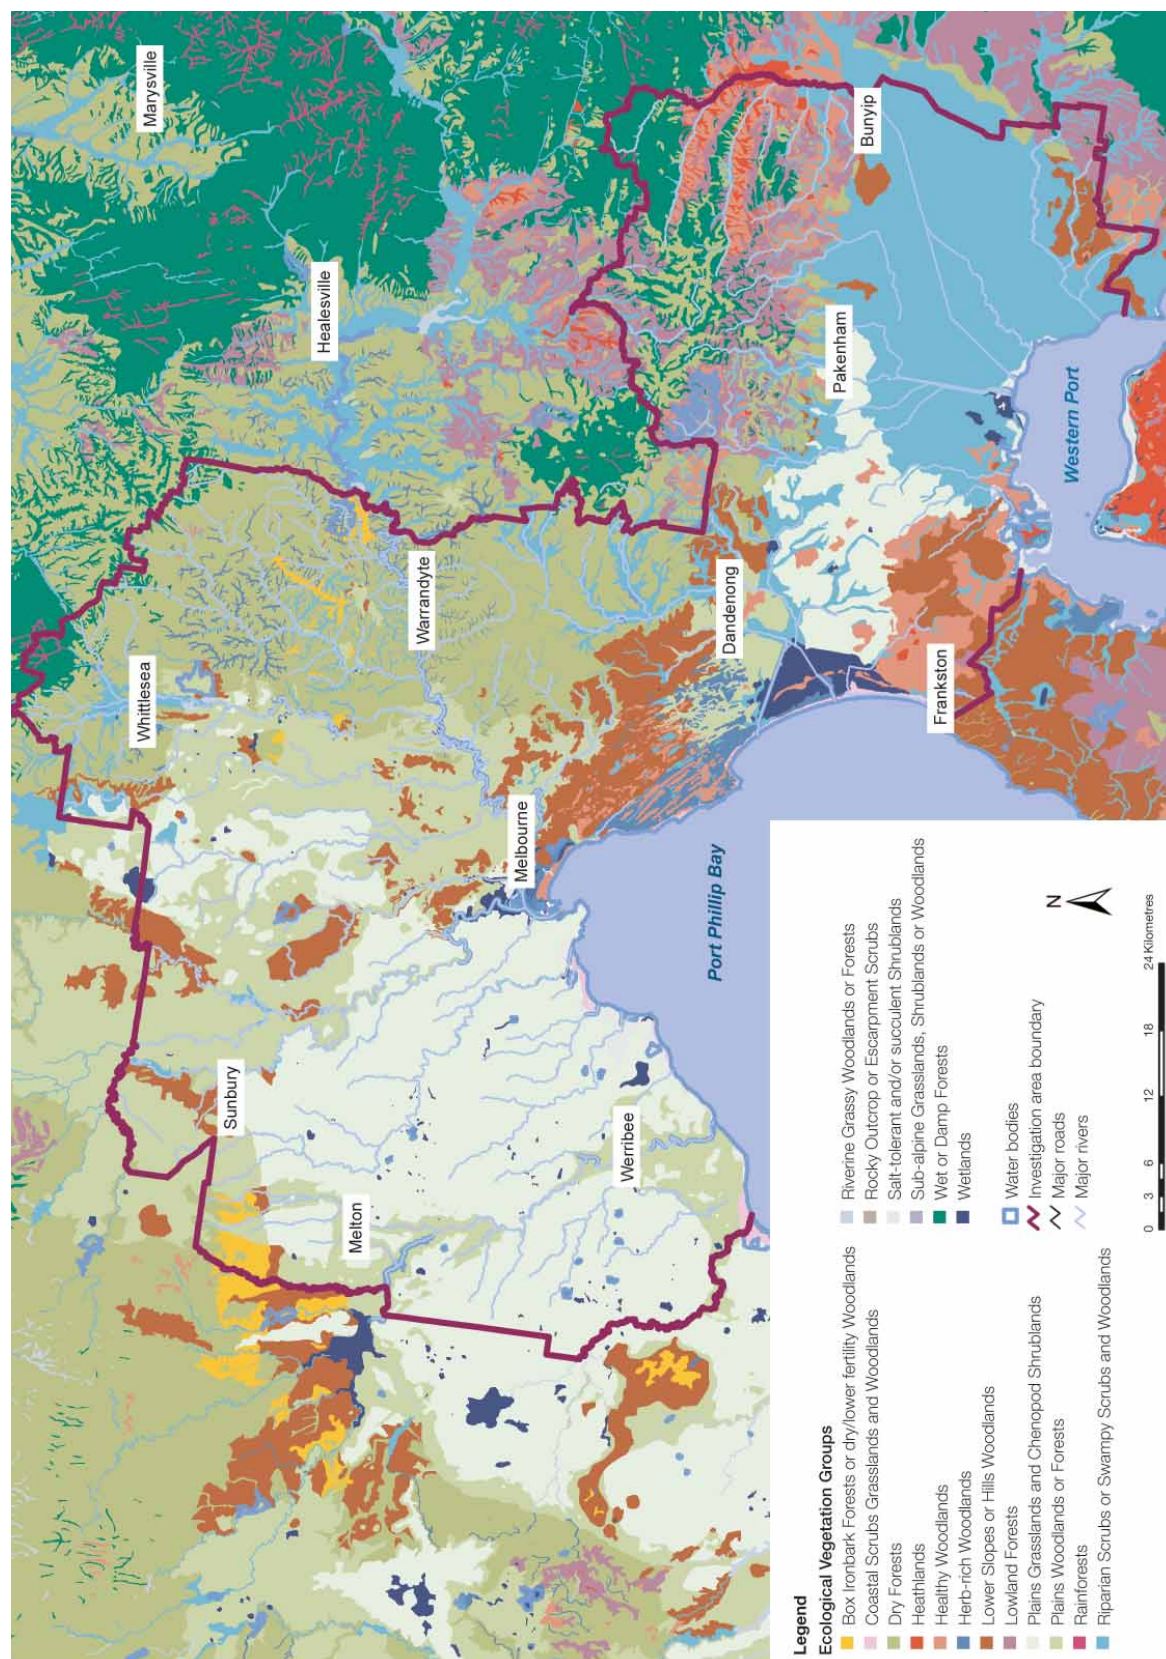 Marysville
Healesville
Bunyip
Whittlesea
Warrandyte
Pakenham
Dandenong
Western Port
Sunbury
Melbourne
Frankston
Melton
Werribee
Port Phillip Bay
Legend
Ecological Vegetation Groups
Box Ironbark Forests or dry/lower fertility Woodlands
Coastal Scrubs Grasslands and Woodlands
Dry Forests
Heathlands
Heathy Woodlands
Herb-rich Woodlands
Lower Slopes or Hills Woodlands
Lowland Forests
Plains Grasslands and Chenopod Shrublands
Plains Woodlands or Forests
Rainforests
Riparian Scrubs or Swampy Scrubs and Woodlands
Riverine Grassy Woodlands or Forests
Rocky Outcrop or Escarpment Scrubs
Salt-tolerant and/or succulent Shrublands
Sub-alpine Grasslands, Shrublands or Woodlands
Wet or Damp Forests
Wetlands
Water bodies
Investigation area boundary
Major roads
Major rivers
N
0 3 6 12 18 24 Kilometres